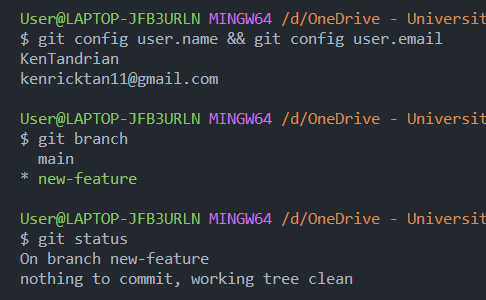 User@LAPTOP-JFB3URLN MINGW64 /d/OneDrive - Universit
$ git config user.name && git config user.email
KenTandrian
kenricktan11@gmail.com
User@LAPTOP-JFB3URLN MINGW64 /d/OneDrive - Universit
$ git branch
main
* new-feature
User@LAPTOP-JFB3URLN MINGW64 /d/OneDrive - Universit
$ git status
On branch new-feature
nothing to commit, working tree clean